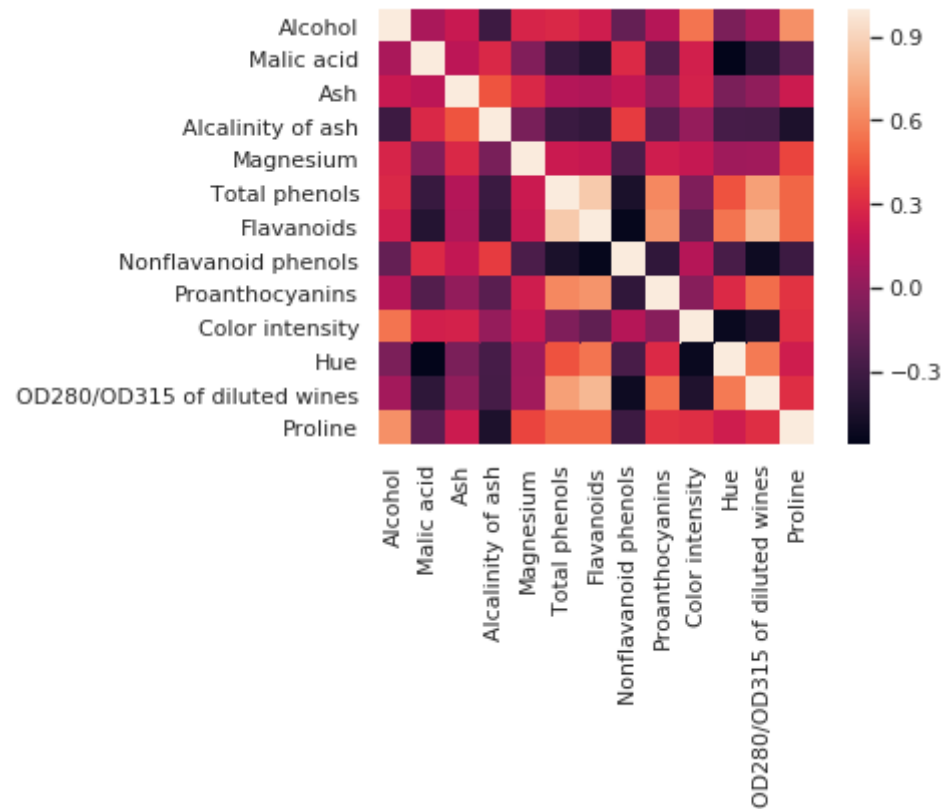 Alcohol
Malic acid
Ash
Alcalinity of ash
Magnesium
Total phenols
Flavanoids
Nonflavanoid phenols
Proanthocyanins
Color intensity
Hue
OD280/OD315 of diluted wines
Proline
0.9
0.6
0.3
0.0
−0.3
Alcohol
Malic acid
Ash
Alcalinity of ash
Magnesium
Total phenols
Flavanoids
Nonflavanoid phenols
Proanthocyanins
Color intensity
Hue
OD280/OD315 of diluted wines
Proline